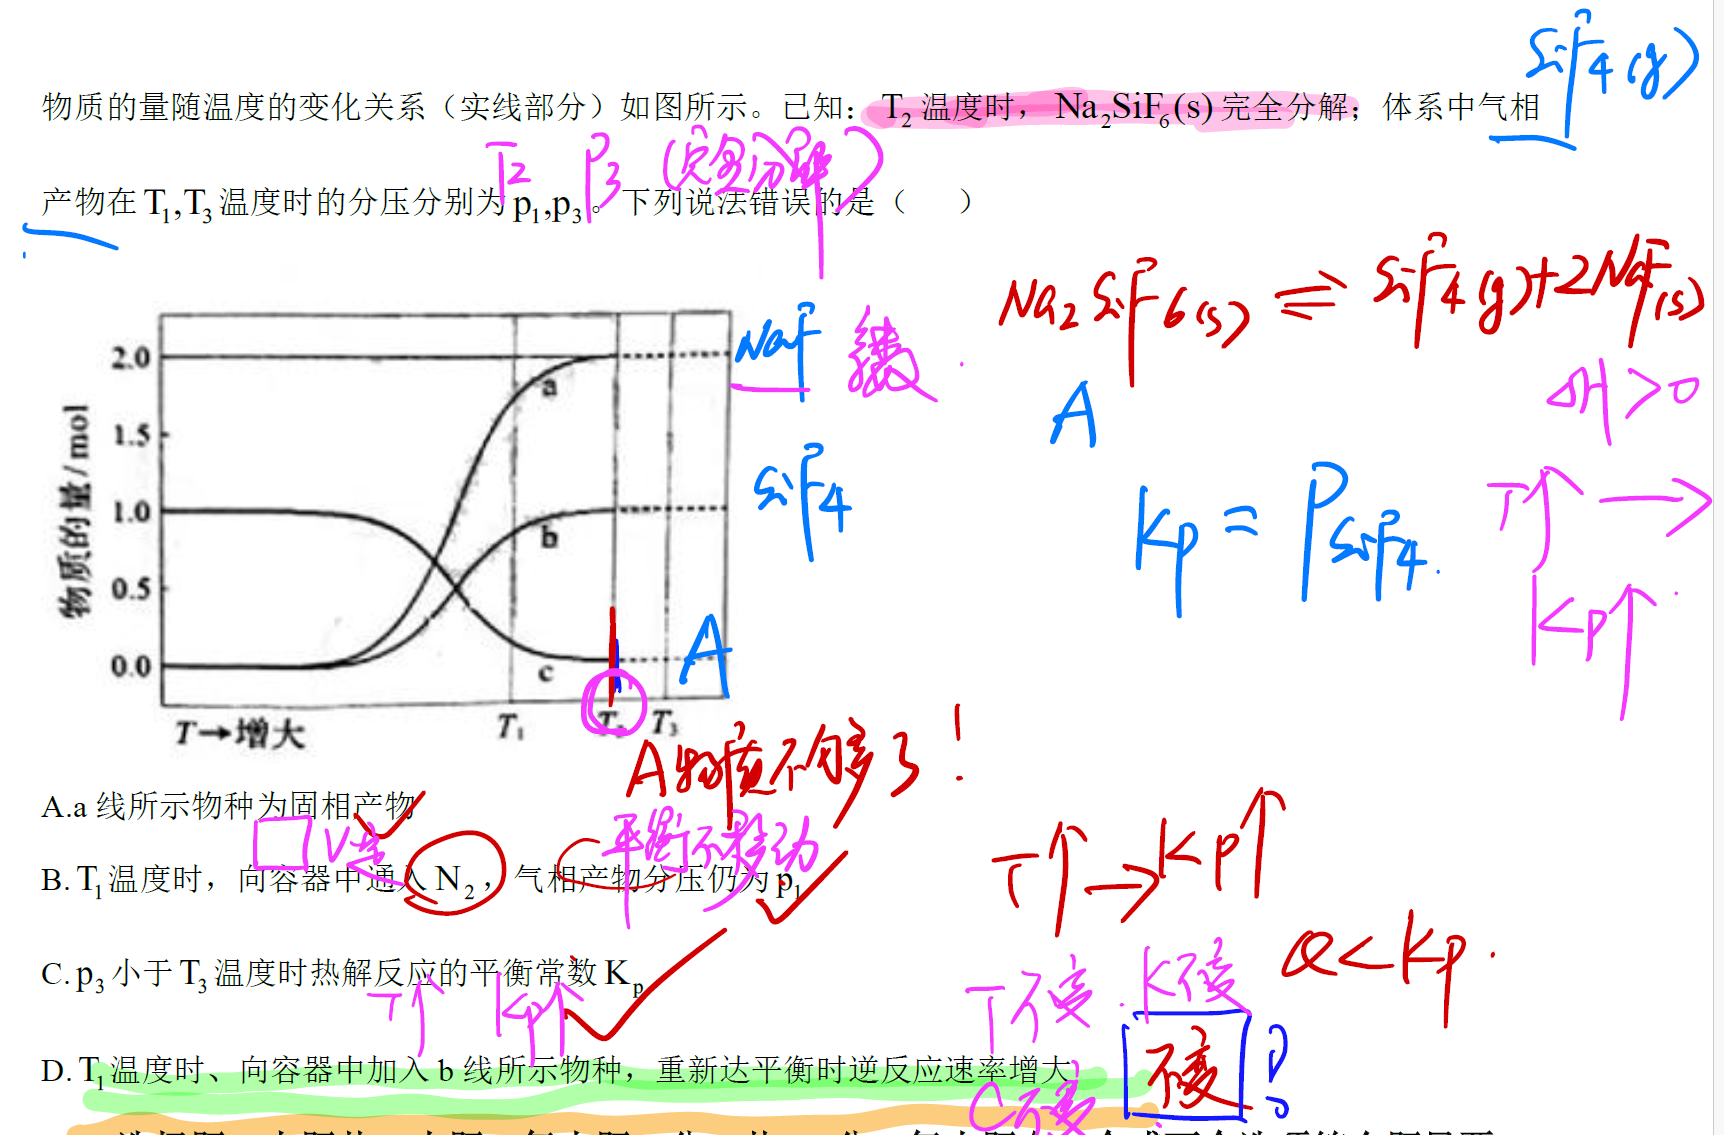 SiF₄(g)
物质的量随温度的变化关系（实线部分）如图所示。已知：T₂温度时，Na₂SiF₆(s)完全分解；体系中气相
T₂ P₃（完全分解）
产物在T₁,T₃温度时的分压分别为p₁,p₃。下列说法错误的是（ ）
Na₂SiF₆(s) ⇌ SiF₄(g)+2NaF(s)
A
ΔH>0
Kp = P SiF₄.
T↑ →
Kp↑
物质的量/mol
2.0
1.5
1.0
0.5
0.0
a
b
c
NaF
SiF₄
A
T→增大
T₁
T₂
T₃
A物质不够多了！
A.a线所示物种为固相产物
平衡不移动
B.T₁温度时，向容器中通入N₂，气相产物分压仍为p₁
T↑→Kp↑
Q<Kp.
C.p₃小于T₃温度时热解反应的平衡常数Kp
T↑ Kp↑
T不变.K不变
D.T₁温度时、向容器中加入b线所示物种，重新达平衡时逆反应速率增大
不变
C不变